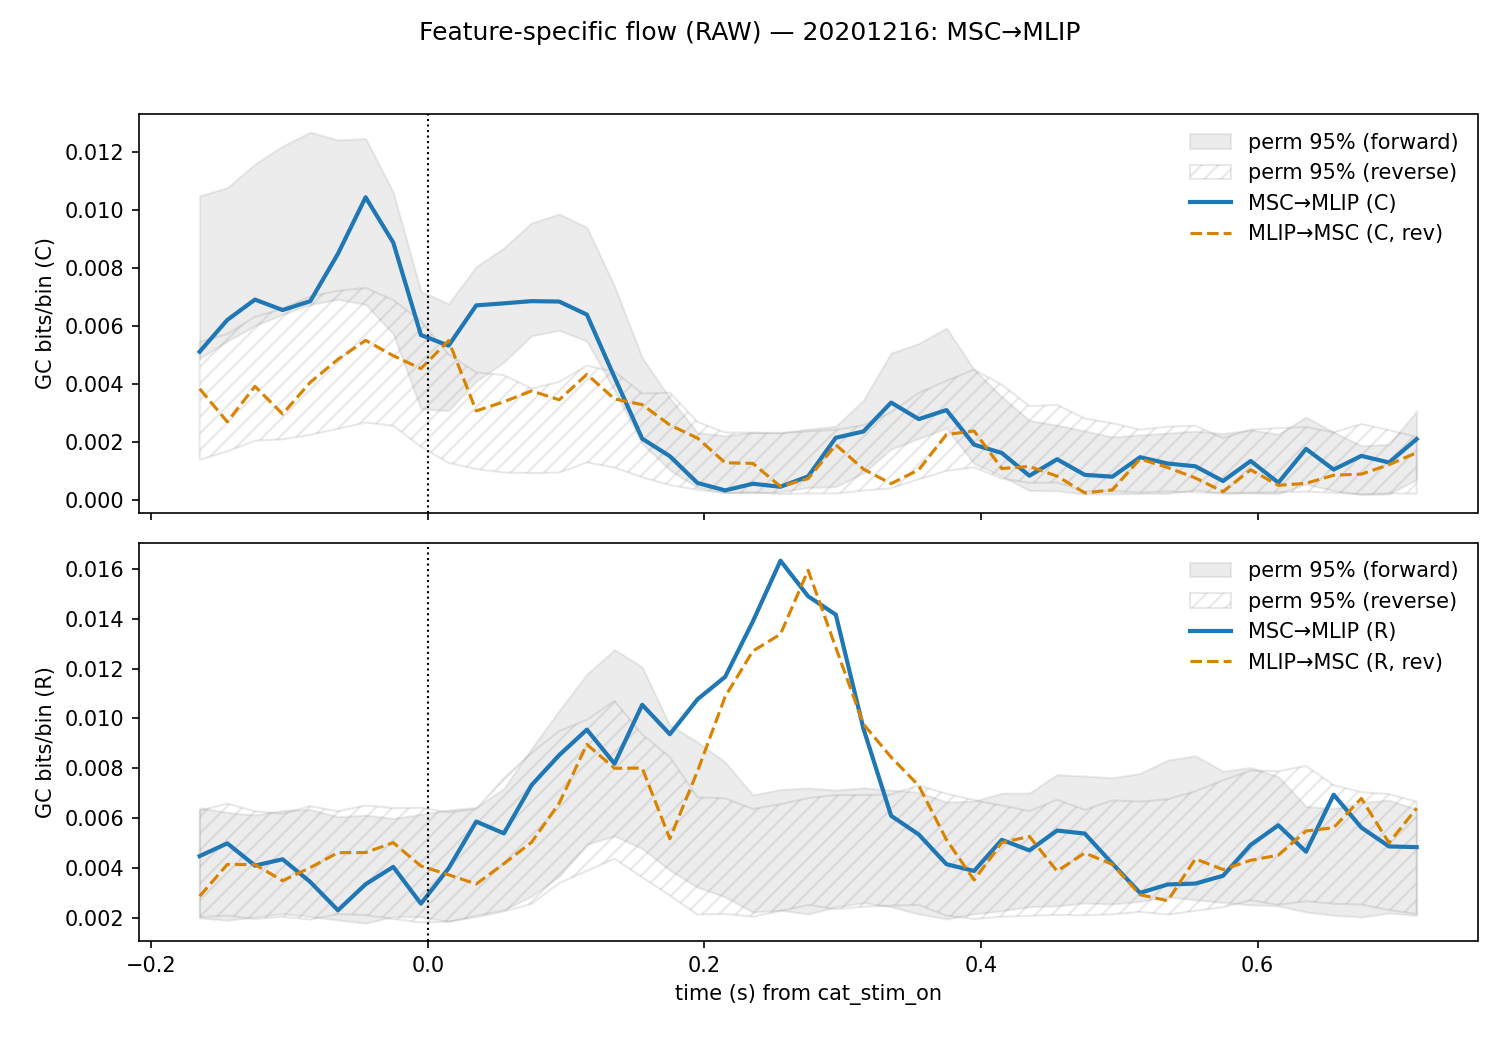 Feature-specific flow (RAW) — 20201216: MSC→MLIP
GC bits/bin (C)
0.012
0.010
0.008
0.006
0.004
0.002
0.000
perm 95% (forward)
perm 95% (reverse)
MSC→MLIP (C)
MLIP→MSC (C, rev)
GC bits/bin (R)
0.016
0.014
0.012
0.010
0.008
0.006
0.004
0.002
perm 95% (forward)
perm 95% (reverse)
MSC→MLIP (R)
MLIP→MSC (R, rev)
−0.2 0.0 0.2 0.4 0.6
time (s) from cat_stim_on